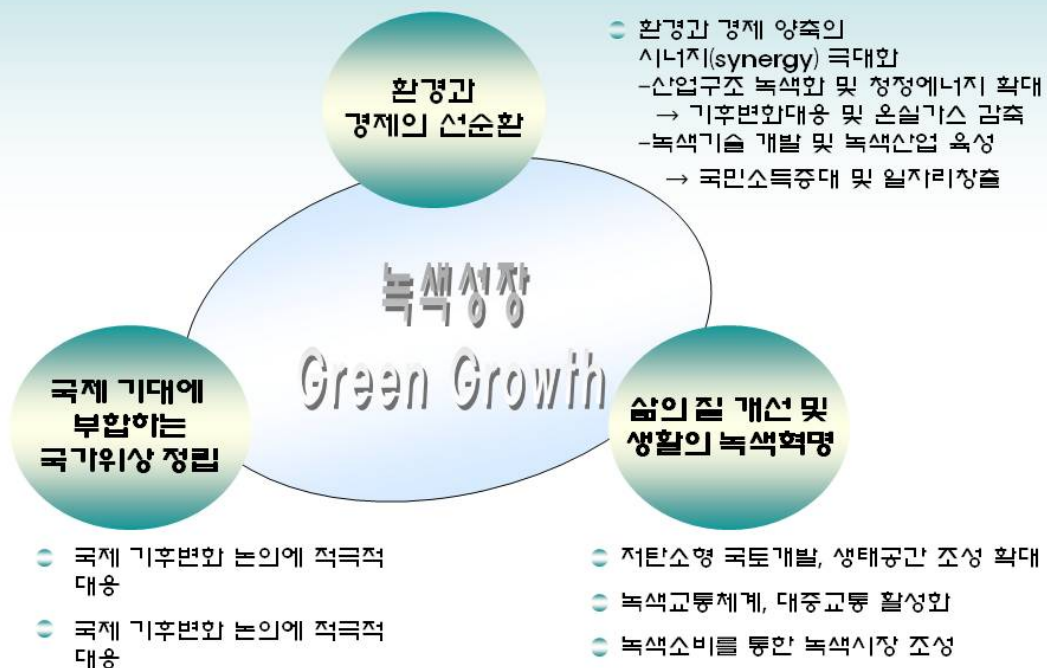 환경과
경제의 선순환
환경과 경제 양축의
시너지(synergy) 극대화
-산업구조 녹색화 및 청정에너지 확대
→ 기후변화대응 및 온실가스 감축
-녹색기술 개발 및 녹색산업 육성
→ 국민소득증대 및 일자리창출
녹색성장
Green Growth
국제 기대에
부합하는
국가위상 정립
삶의 질 개선 및
생활의 녹색혁명
국제 기후변화 논의에 적극적
대응
국제 기후변화 논의에 적극적
대응
저탄소형 국토개발, 생태공간 조성 확대
녹색교통체계, 대중교통 활성화
녹색소비를 통한 녹색시장 조성